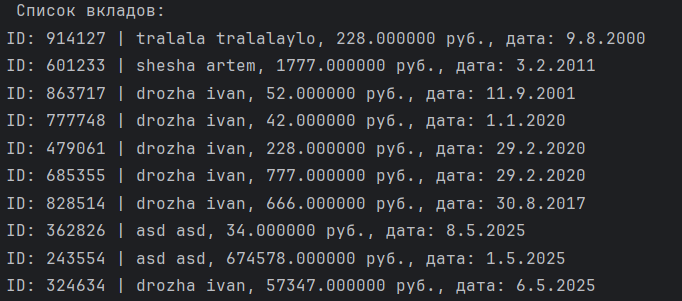 Список вкладов:
ID: 914127 | tralala tralalaylo, 228.000000 руб., дата: 9.8.2000
ID: 601233 | shesha artem, 1777.000000 руб., дата: 3.2.2011
ID: 863717 | drozha ivan, 52.000000 руб., дата: 11.9.2001
ID: 777748 | drozha ivan, 42.000000 руб., дата: 1.1.2020
ID: 479061 | drozha ivan, 228.000000 руб., дата: 29.2.2020
ID: 685355 | drozha ivan, 777.000000 руб., дата: 29.2.2020
ID: 828514 | drozha ivan, 666.000000 руб., дата: 30.8.2017
ID: 362826 | asd asd, 34.000000 руб., дата: 8.5.2025
ID: 243554 | asd asd, 674578.000000 руб., дата: 1.5.2025
ID: 324634 | drozha ivan, 57347.000000 руб., дата: 6.5.2025